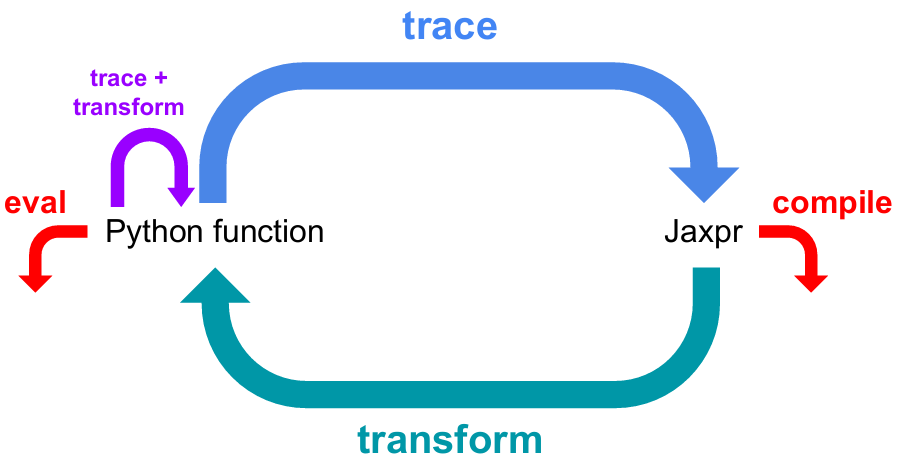 trace
trace +
transform
eval
compile
Python function
Jaxpr
transform